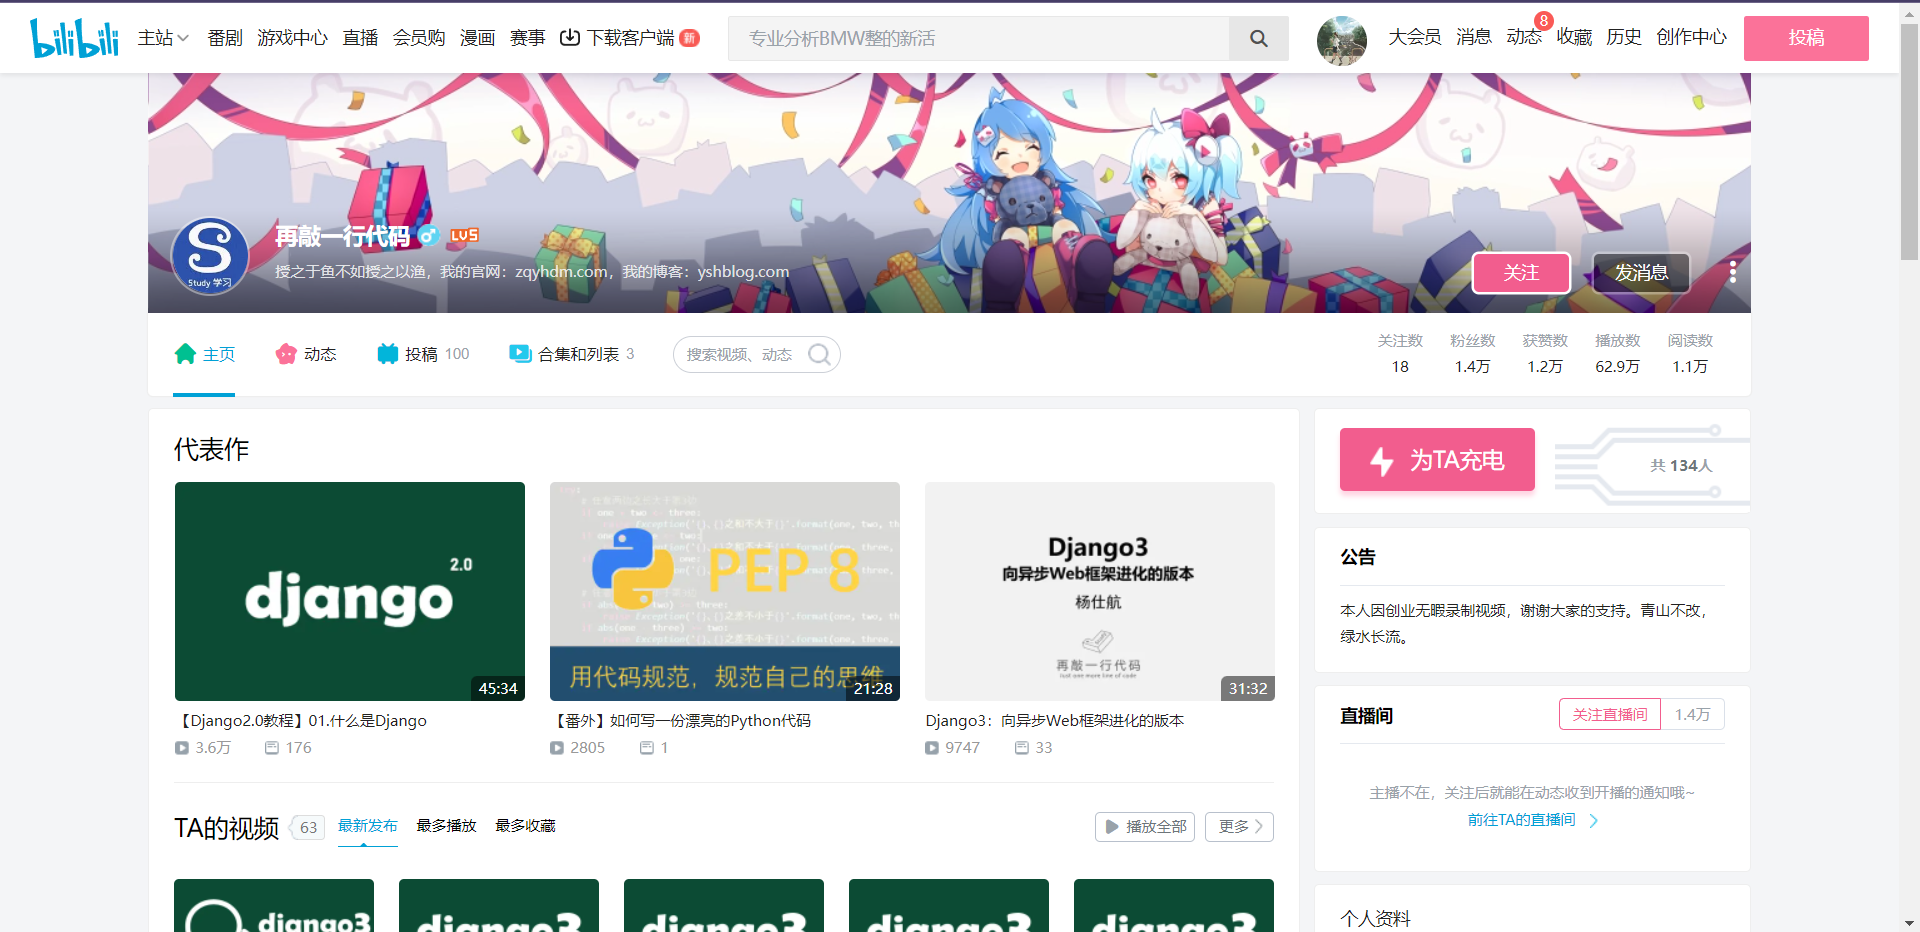 bilibili 主站 番剧 游戏中心 直播 会员购 漫画 赛事 下载客户端 新 专业分析BMW整的新活 大会员 消息 动态 8 收藏 历史 创作中心 投稿
再敲一行代码 LV5
Study 学习
授之于鱼不如授之以渔，我的官网：zqyhdm.com，我的博客：yshblog.com
关注 发消息
主页 动态 投稿 100 合集和列表 3 搜索视频、动态
关注数 粉丝数 获赞数 播放数 阅读数
18 1.4万 1.2万 62.9万 1.1万
代表作
django 2.0
45:34
PEP 8
用代码规范，规范自己的思维
21:28
Django3
向异步Web框架进化的版本
杨仕航
再敲一行代码
just one more line of code
31:32
【Django2.0教程】01.什么是Django
3.6万 176
【番外】如何写一份漂亮的Python代码
2805 1
Django3：向异步Web框架进化的版本
9747 33
TA的视频 63 最新发布 最多播放 最多收藏 播放全部 更多
django3 django3 django3 django3 django3
为TA充电 共 134人
公告
本人因创业无暇录制视频，谢谢大家的支持。青山不改，
绿水长流。
直播间 关注直播间 1.4万
主播不在，关注后就能在动态收到开播的通知哦~
前往TA的直播间
个人资料